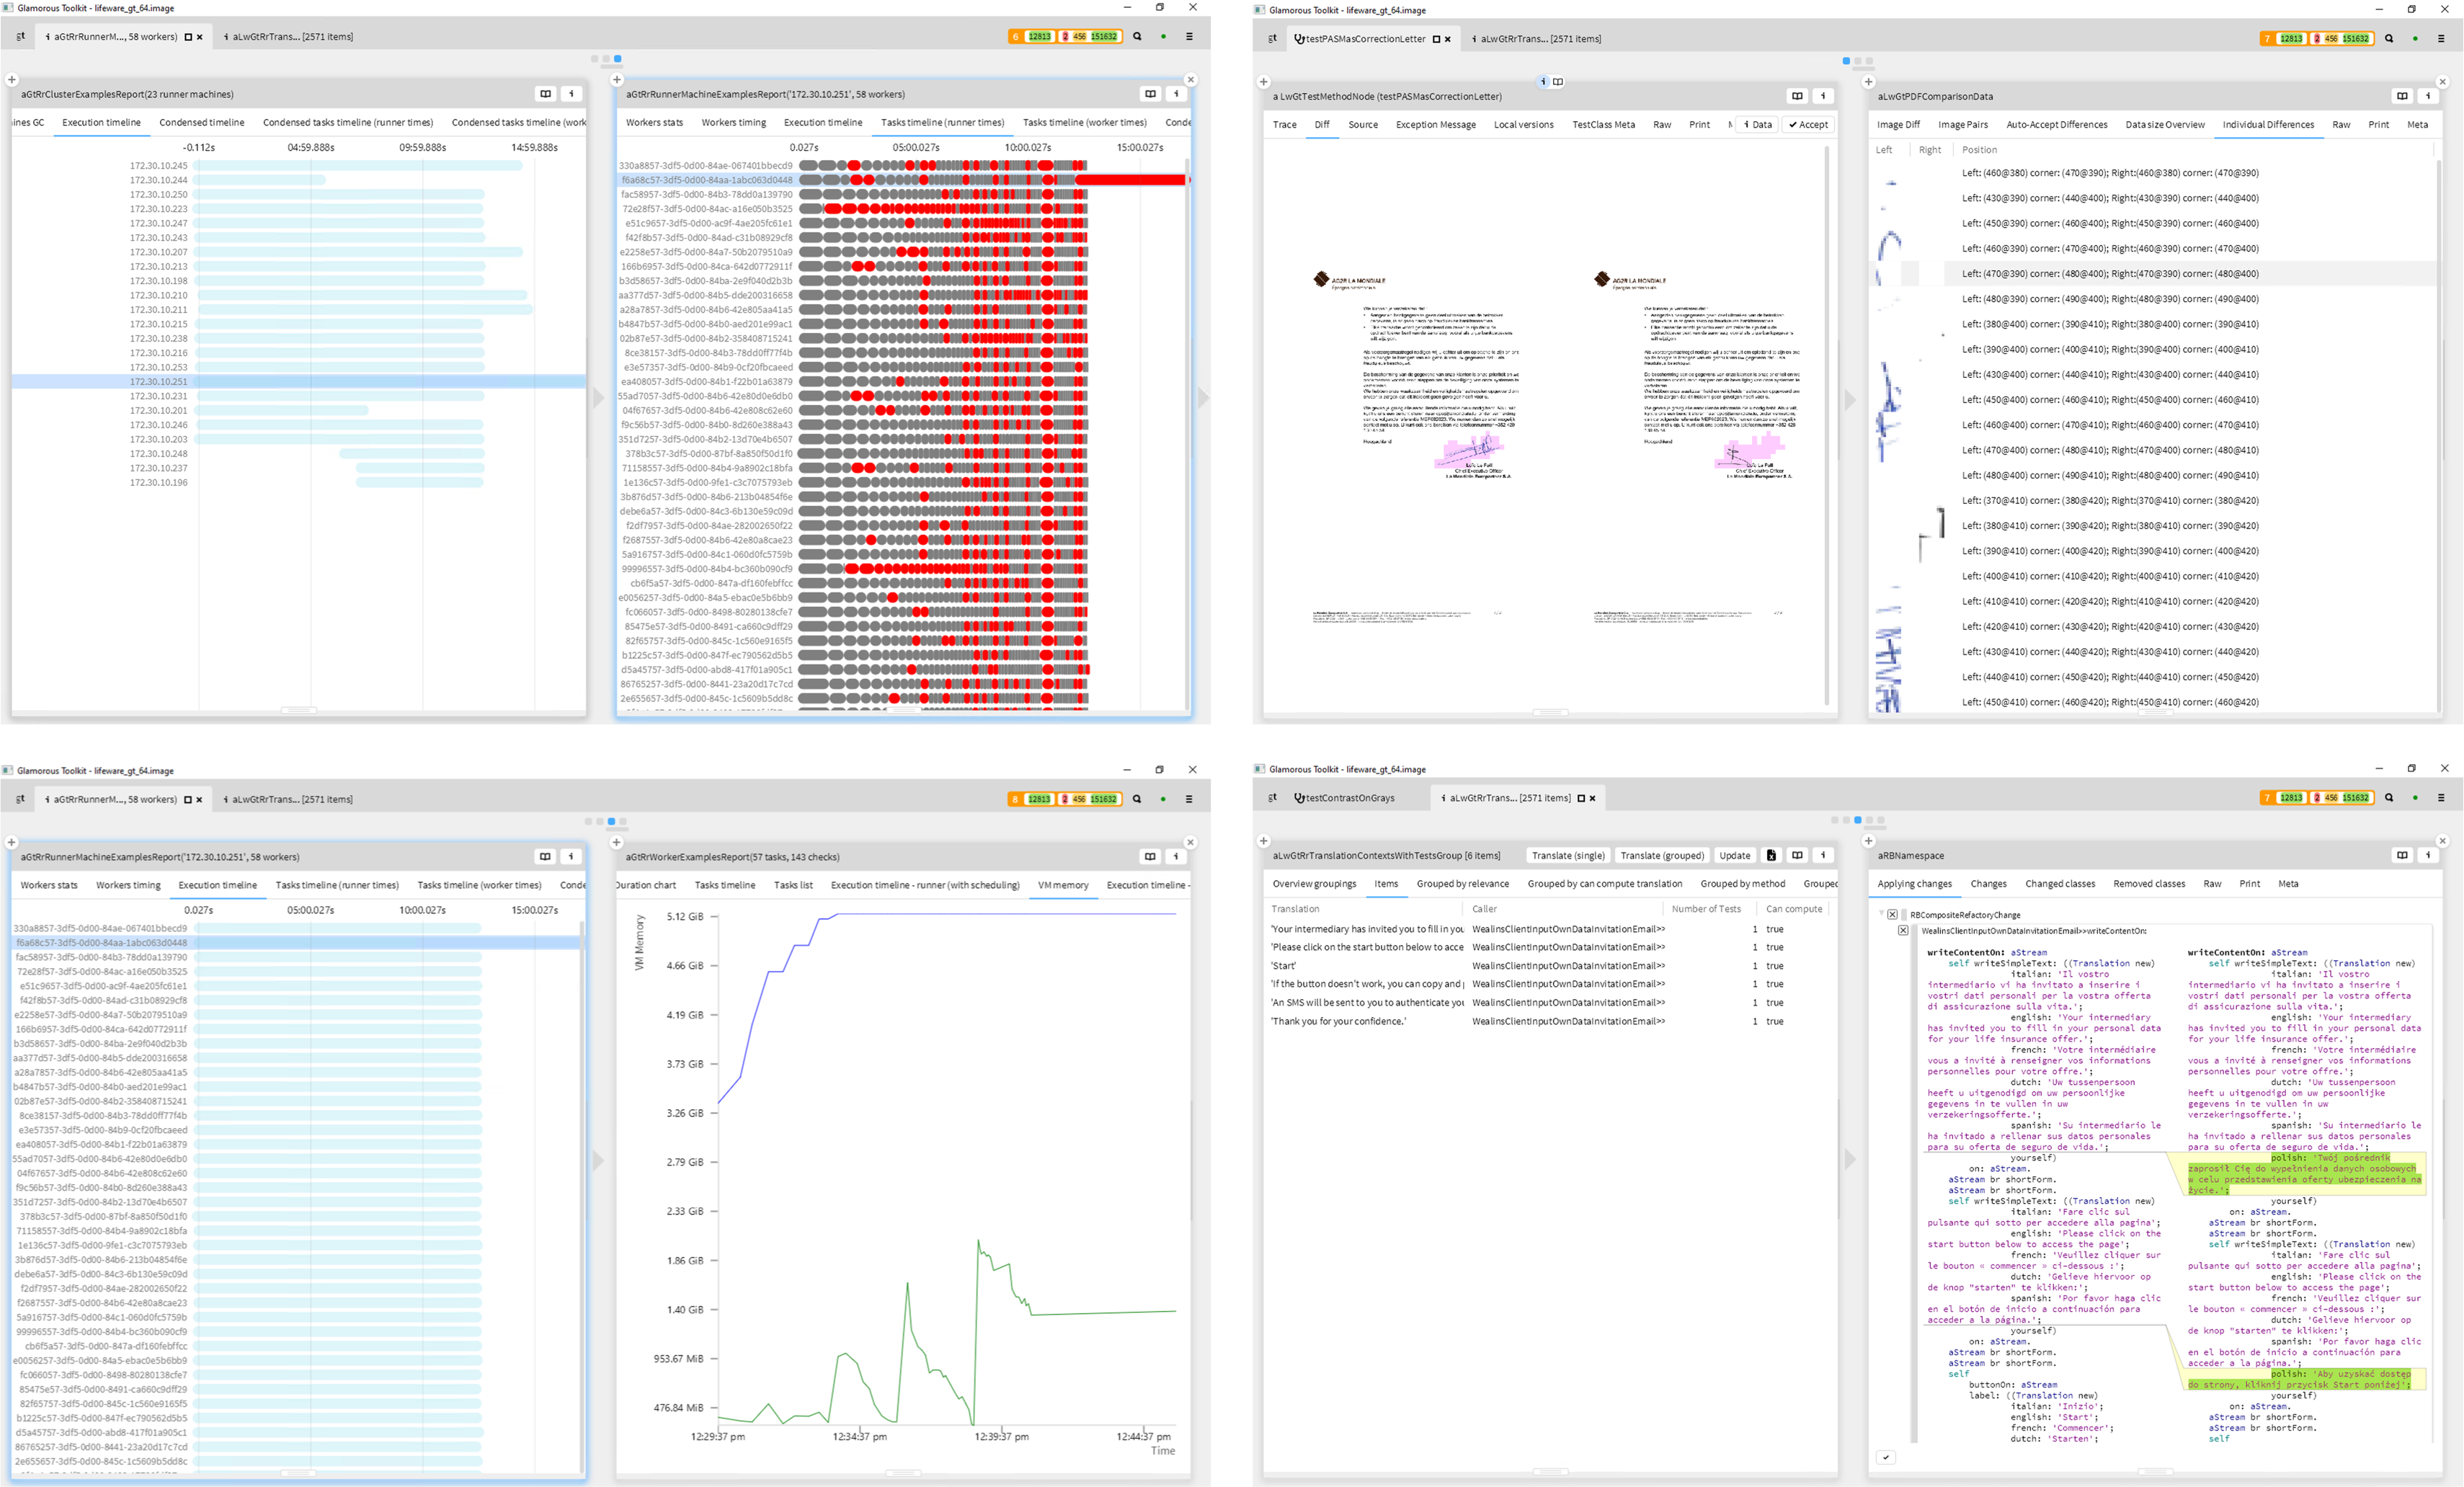 Glamorous Toolkit - lifeware_gt_64.image
gt
aGtRrRunnerM..., 58 workers)
aLwGtRrTrans... [2571 items]
6 12813 2 456 151632
aGtRrClusterExamplesReport(23 runner machines)
ines GC Execution timeline Condensed timeline Condensed tasks timeline (runner times) Condensed tasks timeline (work
-0.112s 04:59.888s 09:59.888s 14:59.888s
172.30.10.245
172.30.10.244
172.30.10.250
172.30.10.223
172.30.10.247
172.30.10.243
172.30.10.207
172.30.10.213
172.30.10.198
172.30.10.210
172.30.10.211
172.30.10.215
172.30.10.238
172.30.10.216
172.30.10.253
172.30.10.251
172.30.10.231
172.30.10.201
172.30.10.246
172.30.10.203
172.30.10.248
172.30.10.237
172.30.10.196
aGtRrRunnerMachineExamplesReport('172.30.10.251', 58 workers)
Workers stats Workers timing Execution timeline Tasks timeline (runner times) Tasks timeline (worker times) Conde
0.027s 05:00.027s 10:00.027s 15:00.027s
330a8857-3df5-0d00-84ae-067401bbecd9
f6a68c57-3df5-0d00-84aa-1abc063d0448
fac58957-3df5-0d00-84b3-78dd0a139790
72e28f57-3df5-0d00-84ac-a16e050b3525
e51c9657-3df5-0d00-ac9f-4ae205fc61e1
f42f8b57-3df5-0d00-84ad-c31b08929cf8
e2258e57-3df5-0d00-84a7-50b2079510a9
166b6957-3df5-0d00-84ca-642d0772911f
b3d58657-3df5-0d00-84ba-2e9f040d2b3b
aa377d57-3df5-0d00-84b5-dde200316658
a28a7857-3df5-0d00-84b6-42e805aa41a5
b4847b57-3df5-0d00-84b0-aed201e99ac1
02b87e57-3df5-0d00-84b2-358408715241
8ce38157-3df5-0d00-84b3-78dd0ff77f4b
e3e57357-3df5-0d00-84b9-0cf20fbcaeed
ea408057-3df5-0d00-84b1-f22b01a63879
55ad7057-3df5-0d00-84b6-42e80d0e6db0
04f67657-3df5-0d00-84b6-42e808c62e60
f9c56b57-3df5-0d00-84b0-8d260e388a43
351d7257-3df5-0d00-84b2-13d70e4b6507
378b3c57-3df5-0d00-87bf-8a850f50d1f0
71158557-3df5-0d00-84b4-9a8902c18bfa
1e136c57-3df5-0d00-9fe1-c3c7075793eb
3b876d57-3df5-0d00-84b6-213b04854f6e
debe6a57-3df5-0d00-84c3-6b130e59c09d
f2df7957-3df5-0d00-84ae-282002650f22
f2687557-3df5-0d00-84b6-42e80a8cae23
5a916757-3df5-0d00-84c1-060d0fc5759b
99996557-3df5-0d00-84b4-bc360b090cf9
cb6f5a57-3df5-0d00-847a-df160febffcc
e0056257-3df5-0d00-84a5-ebac0e5b6bb9
fc066057-3df5-0d00-8498-80280138cfe7
85475e57-3df5-0d00-8491-ca660c9dff29
82f65757-3df5-0d00-845c-1c560e9165f5
b1225c57-3df5-0d00-847f-ec790562d5b5
d5a45757-3df5-0d00-abd8-417f01a905c1
86765257-3df5-0d00-8441-23a20d17c7cd
2e655657-3df5-0d00-845c-1c5609b5dd8c
Glamorous Toolkit - lifeware_gt_64.image
gt
testPASMasCorrectionLetter
aLwGtRrTrans... [2571 items]
7 12813 2 456 151632
a LwGtTestMethodNode (testPASMasCorrectionLetter)
Trace Diff Source Exception Message Local versions TestClass Meta Raw Print Data Accept
AG2R LA MONDIALE
AG2R LA MONDIALE
Loïc Le Foll
Chief Executive Officer
La Mondiale Europartner S.A.
Loïc Le Foll
Chief Executive Officer
La Mondiale Europartner S.A.
aLwGtPDFComparisonData
Image Diff Image Pairs Auto-Accept Differences Data size Overview Individual Differences Raw Print Meta
Left Right Position
Left: (460@380) corner: (470@390); Right:(460@380) corner: (470@390)
Left: (430@390) corner: (440@400); Right:(430@390) corner: (440@400)
Left: (450@390) corner: (460@400); Right:(450@390) corner: (460@400)
Left: (460@390) corner: (470@400); Right:(460@390) corner: (470@400)
Left: (470@390) corner: (480@400); Right:(470@390) corner: (480@400)
Left: (480@390) corner: (490@400); Right:(480@390) corner: (490@400)
Left: (380@400) corner: (390@410); Right:(380@400) corner: (390@410)
Left: (390@400) corner: (400@410); Right:(390@400) corner: (400@410)
Left: (430@400) corner: (440@410); Right:(430@400) corner: (440@410)
Left: (450@400) corner: (460@410); Right:(450@400) corner: (460@410)
Left: (460@400) corner: (470@410); Right:(460@400) corner: (470@410)
Left: (470@400) corner: (480@410); Right:(470@400) corner: (480@410)
Left: (480@400) corner: (490@410); Right:(480@400) corner: (490@410)
Left: (370@410) corner: (380@420); Right:(370@410) corner: (380@420)
Left: (380@410) corner: (390@420); Right:(380@410) corner: (390@420)
Left: (390@410) corner: (400@420); Right:(390@410) corner: (400@420)
Left: (400@410) corner: (410@420); Right:(400@410) corner: (410@420)
Left: (410@410) corner: (420@420); Right:(410@410) corner: (420@420)
Left: (420@410) corner: (430@420); Right:(420@410) corner: (430@420)
Left: (430@410) corner: (440@420); Right:(430@410) corner: (440@420)
Left: (440@410) corner: (450@420); Right:(440@410) corner: (450@420)
Left: (450@410) corner: (460@420); Right:(450@410) corner: (460@420)
Glamorous Toolkit - lifeware_gt_64.image
gt
aGtRrRunnerM..., 58 workers)
aLwGtRrTrans... [2571 items]
8 12813 2 456 151632
aGtRrRunnerMachineExamplesReport('172.30.10.251', 58 workers)
Workers stats Workers timing Execution timeline Tasks timeline (runner times) Tasks timeline (worker times) Conde
0.027s 05:00.027s 10:00.027s 15:00.027s
330a8857-3df5-0d00-84ae-067401bbecd9
f6a68c57-3df5-0d00-84aa-1abc063d0448
fac58957-3df5-0d00-84b3-78dd0a139790
72e28f57-3df5-0d00-84ac-a16e050b3525
e51c9657-3df5-0d00-ac9f-4ae205fc61e1
f42f8b57-3df5-0d00-84ad-c31b08929cf8
e2258e57-3df5-0d00-84a7-50b2079510a9
166b6957-3df5-0d00-84ca-642d0772911f
b3d58657-3df5-0d00-84ba-2e9f040d2b3b
aa377d57-3df5-0d00-84b5-dde200316658
a28a7857-3df5-0d00-84b6-42e805aa41a5
b4847b57-3df5-0d00-84b0-aed201e99ac1
02b87e57-3df5-0d00-84b2-358408715241
8ce38157-3df5-0d00-84b3-78dd0ff77f4b
e3e57357-3df5-0d00-84b9-0cf20fbcaeed
ea408057-3df5-0d00-84b1-f22b01a63879
55ad7057-3df5-0d00-84b6-42e80d0e6db0
04f67657-3df5-0d00-84b6-42e808c62e60
f9c56b57-3df5-0d00-84b0-8d260e388a43
351d7257-3df5-0d00-84b2-13d70e4b6507
378b3c57-3df5-0d00-87bf-8a850f50d1f0
71158557-3df5-0d00-84b4-9a8902c18bfa
1e136c57-3df5-0d00-9fe1-c3c7075793eb
3b876d57-3df5-0d00-84b6-213b04854f6e
debe6a57-3df5-0d00-84c3-6b130e59c09d
f2df7957-3df5-0d00-84ae-282002650f22
f2687557-3df5-0d00-84b6-42e80a8cae23
5a916757-3df5-0d00-84c1-060d0fc5759b
99996557-3df5-0d00-84b4-bc360b090cf9
cb6f5a57-3df5-0d00-847a-df160febffcc
e0056257-3df5-0d00-84a5-ebac0e5b6bb9
fc066057-3df5-0d00-8498-80280138cfe7
85475e57-3df5-0d00-8491-ca660c9dff29
82f65757-3df5-0d00-845c-1c560e9165f5
b1225c57-3df5-0d00-847f-ec790562d5b5
d5a45757-3df5-0d00-abd8-417f01a905c1
86765257-3df5-0d00-8441-23a20d17c7cd
2e655657-3df5-0d00-845c-1c5609b5dd8c
aGtRrWorkerExamplesReport(57 tasks, 143 checks)
Duration chart Tasks timeline Tasks list Execution timeline - runner (with scheduling) VM memory Execution timeline -
VM Memory
5.12 GiB
4.66 GiB
4.19 GiB
3.73 GiB
3.26 GiB
2.79 GiB
2.33 GiB
1.86 GiB
1.40 GiB
953.67 MiB
476.84 MiB
12:29:37 pm 12:34:37 pm 12:39:37 pm 12:44:37 pm
Time
Glamorous Toolkit - lifeware_gt_64.image
gt
testContrastOnGrays
aLwGtRrTrans... [2571 items]
7 12813 2 456 151632
aLwGtRrTranslationContextsWithTestsGroup [6 items] Translate (single) Translate (grouped) Update
Overview groupings Items Grouped by relevance Grouped by can compute translation Grouped by method Grouped
Translation Caller Number of Tests Can compute
'Your intermediary has invited you to fill in you WealinsClientInputOwnDataInvitationEmail>> 1 true
'Please click on the start button below to acce WealinsClientInputOwnDataInvitationEmail>> 1 true
'Start' WealinsClientInputOwnDataInvitationEmail>> 1 true
'If the button doesn't work, you can copy and p WealinsClientInputOwnDataInvitationEmail>> 1 true
'An SMS will be sent to you to authenticate you WealinsClientInputOwnDataInvitationEmail>> 1 true
'Thank you for your confidence.' WealinsClientInputOwnDataInvitationEmail>> 1 true
aRBNamespace
Applying changes Changes Changed classes Removed classes Raw Print Meta
RBCompositeRefactoryChange
WealinsClientInputOwnDataInvitationEmail>>writeContentOn:
writeContentOn: aStream
self writeSimpleText: ((Translation new)
italian: 'Il vostro
intermediario vi ha invitato a inserire i
vostri dati personali per la vostra offerta
di assicurazione sulla vita.';
english: 'Your intermediary
has invited you to fill in your personal data
for your life insurance offer.';
french: 'Votre intermédiaire
vous a invité à renseigner vos informations
personnelles pour votre offre.';
dutch: 'Uw tussenpersoon
heeft u uitgenodigd om uw persoonlijke
gegevens in te vullen in uw
verzekeringsofferte.';
spanish: 'Su intermediario le
ha invitado a rellenar sus datos personales
para su oferta de seguro de vida.';
yourself)
on: aStream.
aStream br shortForm.
aStream br shortForm.
self writeSimpleText: ((Translation new)
italian: 'Fare clic sul
pulsante qui sotto per accedere alla pagina';
english: 'Please click on the
start button below to access the page';
french: 'Veuillez cliquer sur
le bouton « commencer » ci-dessous :';
dutch: 'Gelieve hiervoor op
de knop "starten" te klikken:';
spanish: 'Por favor haga clic
en el botón de inicio a continuación para
acceder a la página.';
yourself)
on: aStream.
aStream br shortForm.
aStream br shortForm.
self
buttonOn: aStream
label: ((Translation new)
italian: 'Inizio';
english: 'Start';
french: 'Commencer';
dutch: 'Starten';
writeContentOn: aStream
self writeSimpleText: ((Translation new)
italian: 'Il vostro
intermediario vi ha invitato a inserire i
vostri dati personali per la vostra offerta
di assicurazione sulla vita.';
english: 'Your intermediary
has invited you to fill in your personal data
for your life insurance offer.';
french: 'Votre intermédiaire
vous a invité à renseigner vos informations
personnelles pour votre offre.';
dutch: 'Uw tussenpersoon
heeft u uitgenodigd om uw persoonlijke
gegevens in te vullen in uw
verzekeringsofferte.';
spanish: 'Su intermediario le
ha invitado a rellenar sus datos personales
para su oferta de seguro de vida.';
polish: 'Twój pośrednik
zaprosił Cię do wypełnienia danych osobowych
w celu przedstawienia oferty ubezpieczenia na
życie.';
yourself)
on: aStream.
aStream br shortForm.
aStream br shortForm.
self writeSimpleText: ((Translation new)
italian: 'Fare clic sul
pulsante qui sotto per accedere alla pagina';
english: 'Please click on the
start button below to access the page';
french: 'Veuillez cliquer sur
le bouton « commencer » ci-dessous :';
dutch: 'Gelieve hiervoor op
de knop "starten" te klikken:';
spanish: 'Por favor haga clic
en el botón de inicio a continuación para
acceder a la página.';
polish: 'Aby uzyskać dostęp
do strony, kliknij przycisk Start poniżej';
yourself)
on: aStream.
aStream br shortForm.
aStream br shortForm.
self